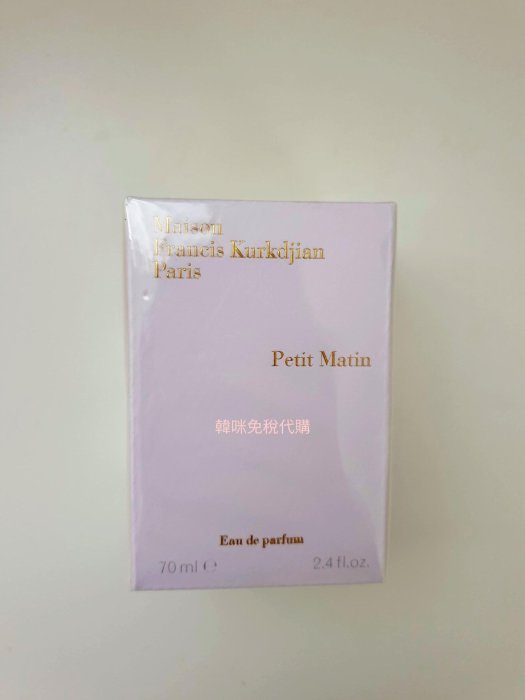 Maison
Francis Kurkdjian
Paris
Petit Matin
韓咪免稅代購
Eau de parfum
70 ml ℮
2.4 fl.oz.